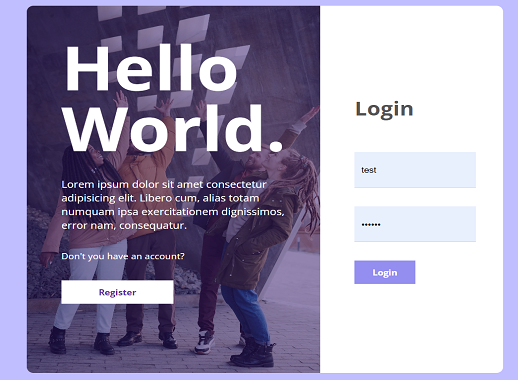 Hello
World.
Lorem ipsum dolor sit amet consectetur
adipisicing elit. Libero cum, alias totam
numquam ipsa exercitationem dignissimos,
error nam, consequatur.
Don't you have an account?
Register
Login
test
••••••
Login